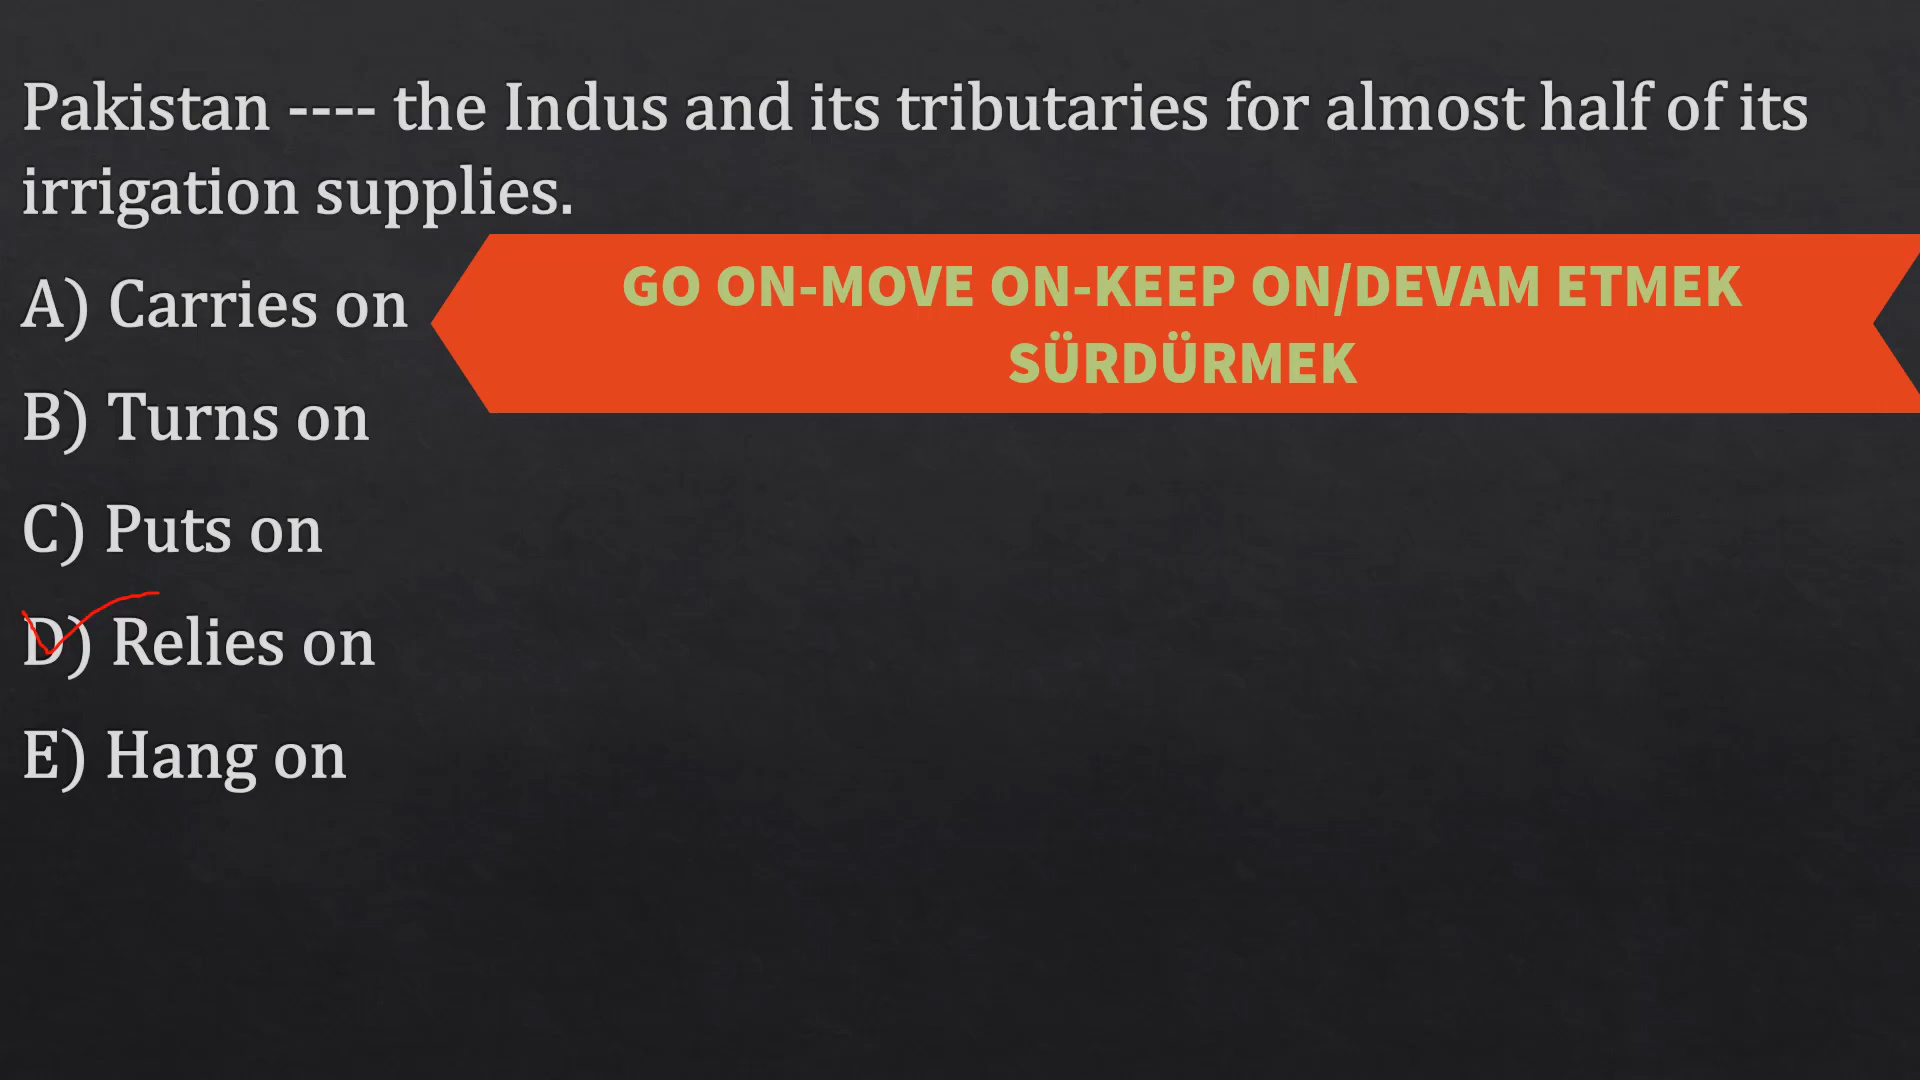 Pakistan ---- the Indus and its tributaries for almost half of its
irrigation supplies.
A) Carries on
GO ON-MOVE ON-KEEP ON/DEVAM ETMEK
SÜRDÜRMEK
B) Turns on
C) Puts on
D) Relies on
E) Hang on